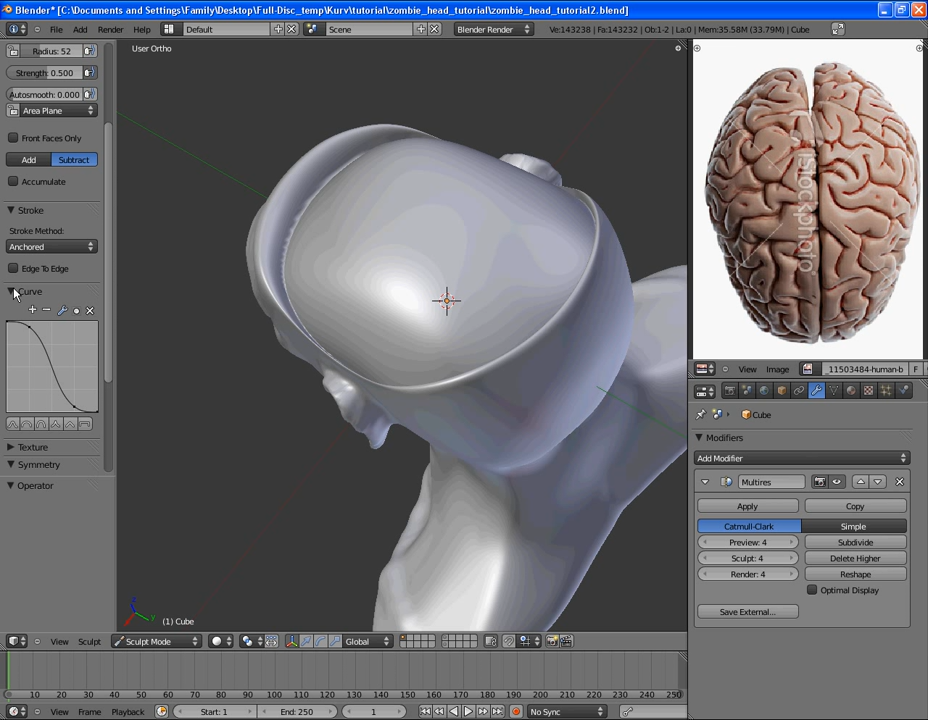 Blender* [C:\Documents and Settings\Family\Desktop\Full-Disc_temp\Kurv\tutorial\zombie_head_tutorial\zombie_head_tutorial2.blend]
File Add Render Help Default Scene Blender Render Ve:143238 | Fa:143232 | Ob:1-2 | La:0 | Mem:35.58M (33.79M) | Cube
Radius: 52
Strength: 0.500
Autosmooth: 0.000
Area Plane
Front Faces Only
Add Subtract
Accumulate
Stroke
Stroke Method:
Anchored
Edge To Edge
Curve
Texture
Symmetry
Operator
User Ortho
z
y
(1) Cube
View Sculpt Sculpt Mode Global
0 10 20 30 40 50 60 70 80 90 100 110 120 130 140 150 160 170 180 190 200 210 220 230 240 250
View Frame Playback Start: 1 End: 250 1 No Sync
iStockphoto
View Image _11503484-human-b F
Cube
Modifiers
Add Modifier
Multires
Apply Copy
Catmull-Clark Simple
Preview: 4 Subdivide
Sculpt: 4 Delete Higher
Render: 4 Reshape
Optimal Display
Save External...